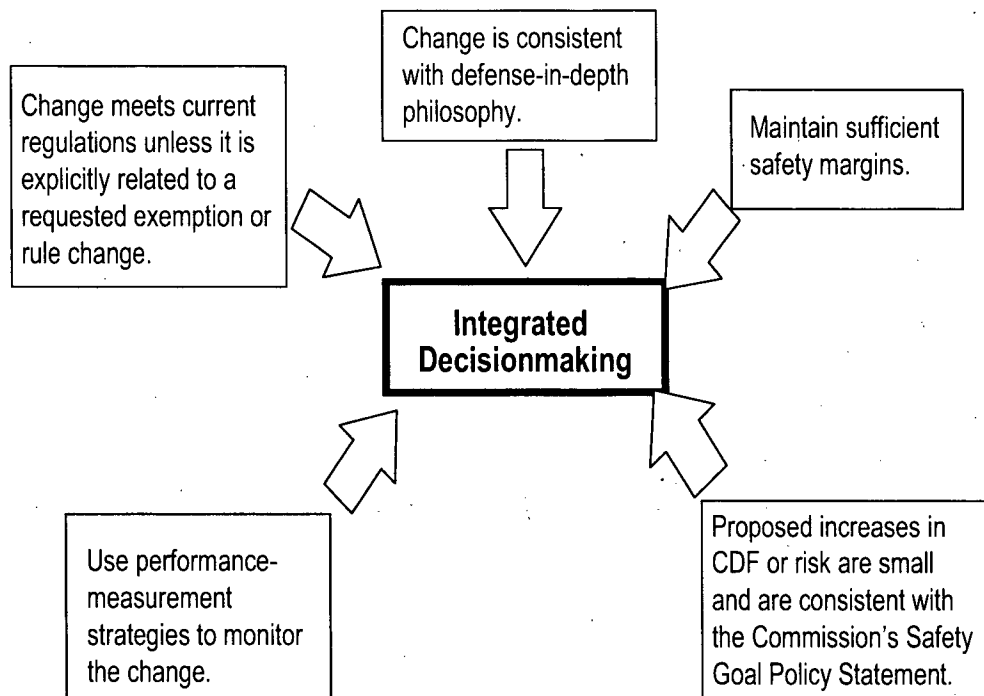 Change is consistent
with defense-in-depth
philosophy.
Change meets current
regulations unless it is
explicitly related to a
requested exemption or
rule change.
Maintain sufficient
safety margins.
Integrated
Decisionmaking
Use performance-
measurement
strategies to monitor
the change.
Proposed increases in
CDF or risk are small
and are consistent with
the Commission's Safety
Goal Policy Statement.